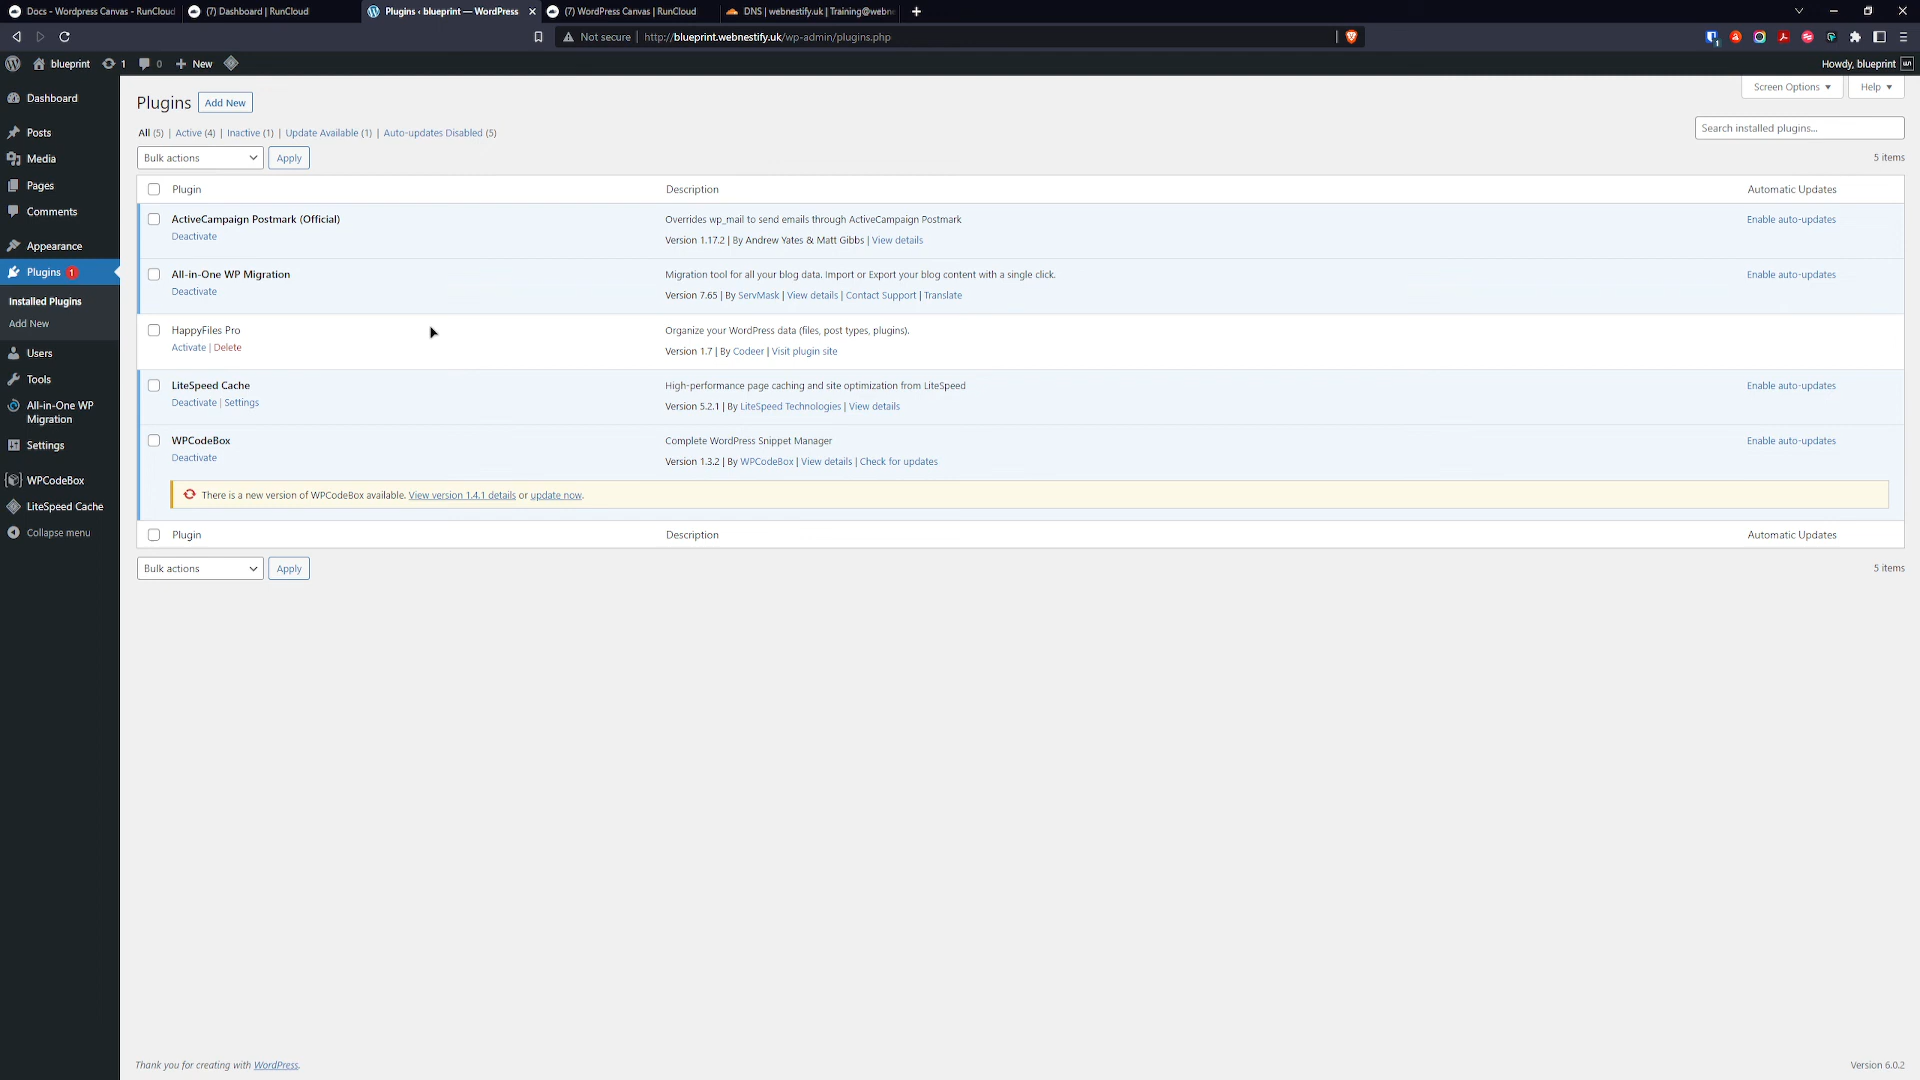 Docs - Wordpress Canvas - RunCloud
(7) Dashboard | RunCloud
Plugins ‹ blueprint — WordPress
(7) WordPress Canvas | RunCloud
DNS | webnestify.uk | Training@webne
Not secure
http://blueprint.webnestify.uk/wp-admin/plugins.php
blueprint
1
0
New
Howdy, blueprint
Dashboard
Posts
Media
Pages
Comments
Appearance
Plugins 1
Installed Plugins
Add New
Users
Tools
All-in-One WP
Migration
Settings
WPCodeBox
LiteSpeed Cache
Collapse menu
Screen Options
Help
Plugins
Add New
All (5) | Active (4) | Inactive (1) | Update Available (1) | Auto-updates Disabled (5)
Search installed plugins...
Bulk actions
Apply
5 items
Plugin
Description
Automatic Updates
ActiveCampaign Postmark (Official)
Deactivate
Overrides wp_mail to send emails through ActiveCampaign Postmark
Version 1.17.2 | By Andrew Yates & Matt Gibbs | View details
Enable auto-updates
All-in-One WP Migration
Deactivate
Migration tool for all your blog data. Import or Export your blog content with a single click.
Version 7.65 | By ServMask | View details | Contact Support | Translate
Enable auto-updates
HappyFiles Pro
Activate | Delete
Organize your WordPress data (files, post types, plugins).
Version 1.7 | By Codeer | Visit plugin site
LiteSpeed Cache
Deactivate | Settings
High-performance page caching and site optimization from LiteSpeed
Version 5.2.1 | By LiteSpeed Technologies | View details
Enable auto-updates
WPCodeBox
Deactivate
Complete WordPress Snippet Manager
Version 1.3.2 | By WPCodeBox | View details | Check for updates
Enable auto-updates
There is a new version of WPCodeBox available. View version 1.4.1 details or update now.
Plugin
Description
Automatic Updates
Bulk actions
Apply
5 items
Thank you for creating with WordPress.
Version 6.0.2